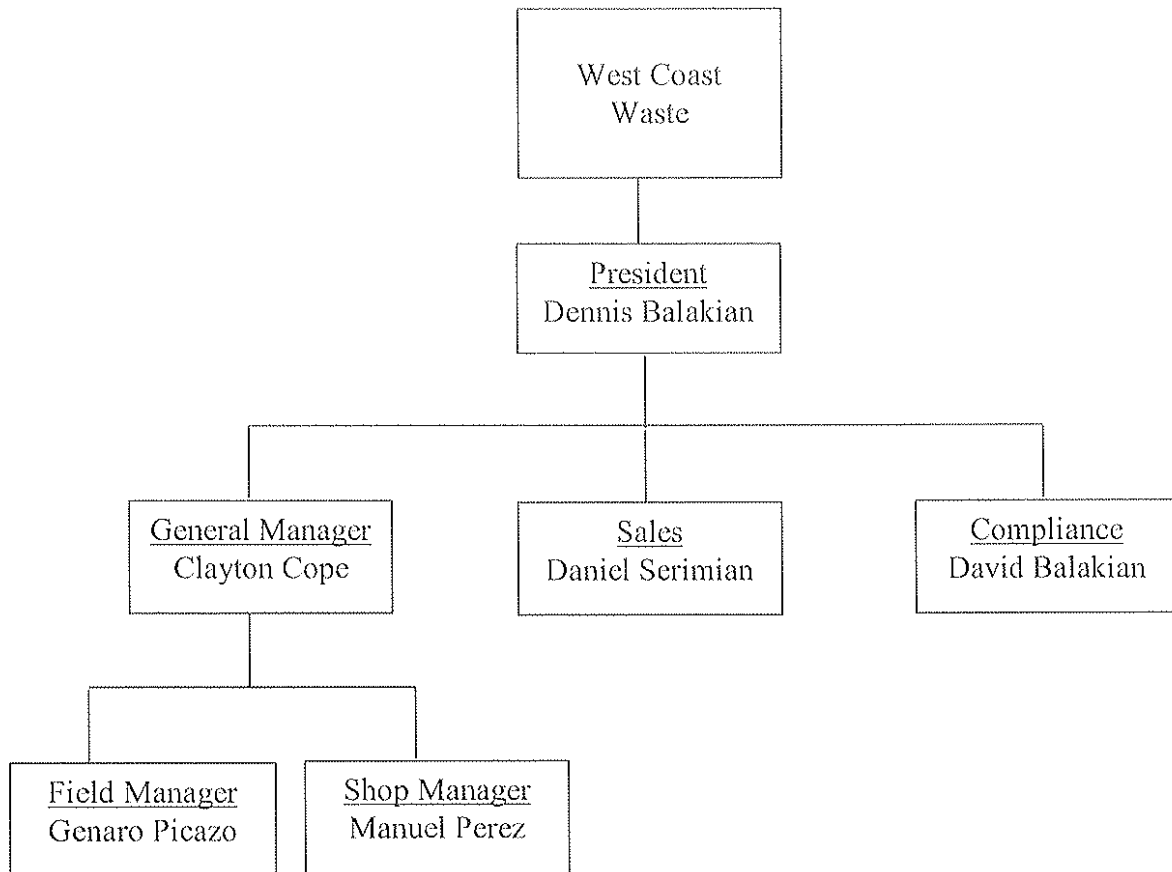 West Coast
Waste
President
Dennis Balakian
General Manager
Clayton Cope
Sales
Daniel Serimian
Compliance
David Balakian
Field Manager
Genaro Picazo
Shop Manager
Manuel Perez